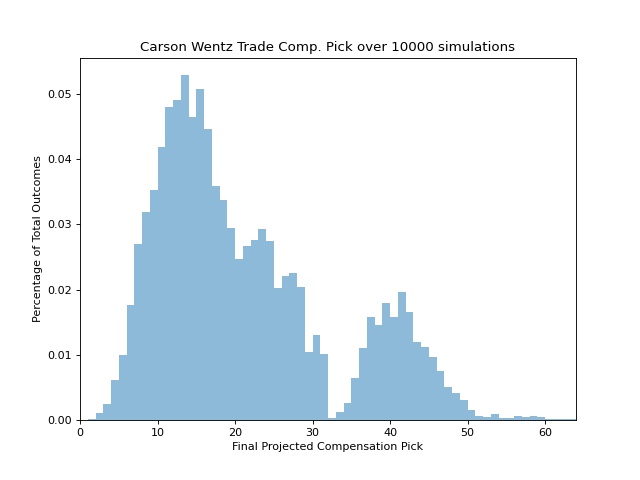 Carson Wentz Trade Comp. Pick over 10000 simulations
Percentage of Total Outcomes
0.05
0.04
0.03
0.02
0.01
0.00
0 10 20 30 40 50 60
Final Projected Compensation Pick